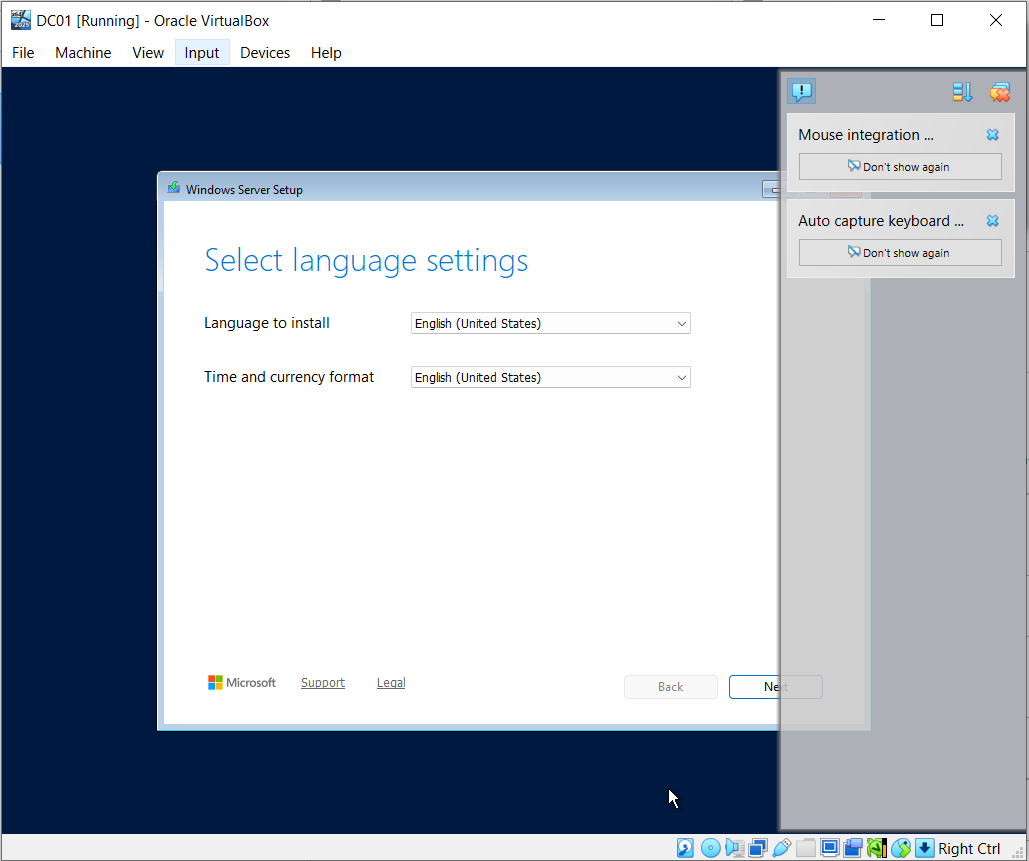 DC01 [Running] - Oracle VirtualBox
File Machine View Input Devices Help
Mouse integration ...
Don't show again
Auto capture keyboard ...
Don't show again
Windows Server Setup
Select language settings
Language to install English (United States)
Time and currency format English (United States)
Microsoft Support Legal Back Next
Right Ctrl